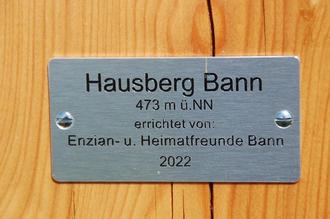 Hausberg Bann
473 m ü.NN
errichtet von:
Enzian- u. Heimatfreunde Bann
2022